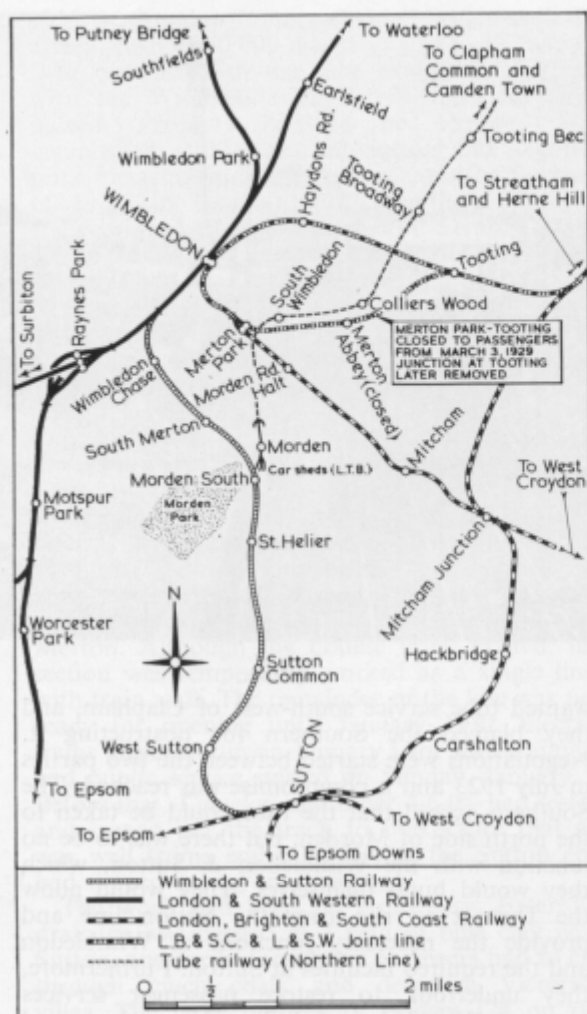 To Putney Bridge
Southfields
To Waterloo
Earlsfield
To Clapham
Common and
Camden Town
Wimbledon Park
Haydons Rd.
Tooting
Broadway
Tooting Bec
To Streatham
and Herne Hill
WIMBLEDON
Tooting
To Surbiton
Raynes Park
South
Wimbledon
Colliers Wood
Merton
Park
Merton
Abbey (closed)
MERTON PARK-TOOTING
CLOSED TO PASSENGERS
FROM MARCH 3, 1929
JUNCTION AT TOOTING
LATER REMOVED
Wimbledon
Chase
Morden Rd.
Halt
South Merton
Morden
Car sheds (L.T.B.)
Mitcham
To West
Croydon
Morden South
Morden
Park
Motspur
Park
St. Helier
Mitcham Junction
N
Worcester
Park
Hackbridge
Sutton
Common
West Sutton
Carshalton
To Epsom
SUTTON
To Epsom
To West Croydon
To Epsom Downs
Wimbledon & Sutton Railway
London & South Western Railway
London, Brighton & South Coast Railway
L.B.& S.C. & L.& S.W. Joint line
Tube railway (Northern Line)
0 ½ 1 2 miles